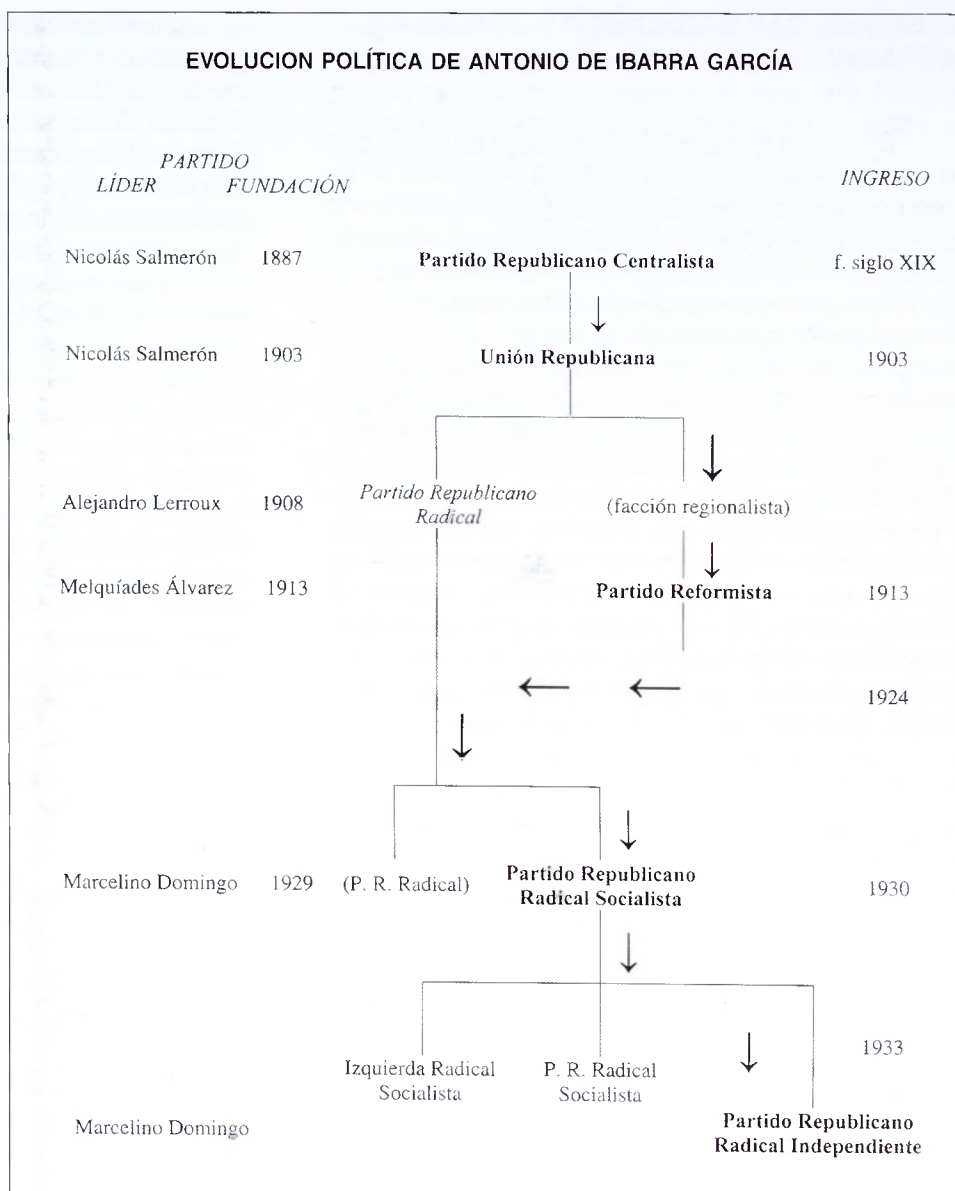 EVOLUCION POLÍTICA DE ANTONIO DE IBARRA GARCÍA
PARTIDO
LÍDER FUNDACIÓN INGRESO
Nicolás Salmerón 1887 Partido Republicano Centralista f. siglo XIX
Nicolás Salmerón 1903 Unión Republicana 1903
Alejandro Lerroux 1908 Partido Republicano
Radical (facción regionalista)
Melquíades Álvarez 1913 Partido Reformista 1913
1924
Marcelino Domingo 1929 (P. R. Radical) Partido Republicano
Radical Socialista 1930
1933
Izquierda Radical
Socialista
P. R. Radical
Socialista
Marcelino Domingo Partido Republicano
Radical Independiente